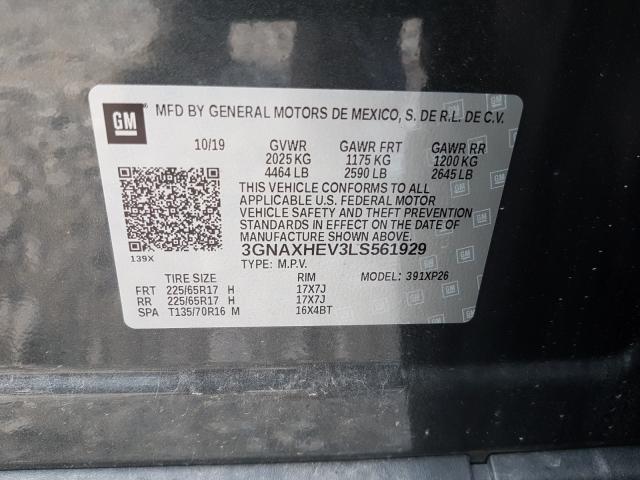 GM MFD BY GENERAL MOTORS DE MEXICO, S. DE R.L. DE C.V.
10/19 GVWR GAWR FRT GAWR RR
2025 KG 1175 KG 1200 KG
4464 LB 2590 LB 2645 LB
THIS VEHICLE CONFORMS TO ALL
APPLICABLE U.S. FEDERAL MOTOR
VEHICLE SAFETY AND THEFT PREVENTION
STANDARDS IN EFFECT ON THE DATE
OF MANUFACTURE SHOWN ABOVE.
3GNAXHEV3LS561929
139X TYPE: M.P.V.
TIRE SIZE RIM MODEL: 391XP26
FRT 225/65R17 H 17X7J
RR 225/65R17 H 17X7J
SPA T135/70R16 M 16X4BT